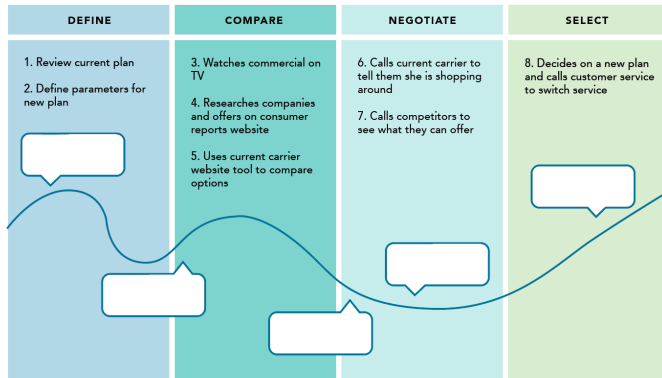 DEFINE
COMPARE
NEGOTIATE
SELECT
1. Review current plan
2. Define parameters for
new plan
3. Watches commercial on
TV
4. Researches companies
and offers on consumer
reports website
5. Uses current carrier
website tool to compare
options
6. Calls current carrier to
tell them she is shopping
around
7. Calls competitors to
see what they can offer
8. Decides on a new plan
and calls customer service
to switch service